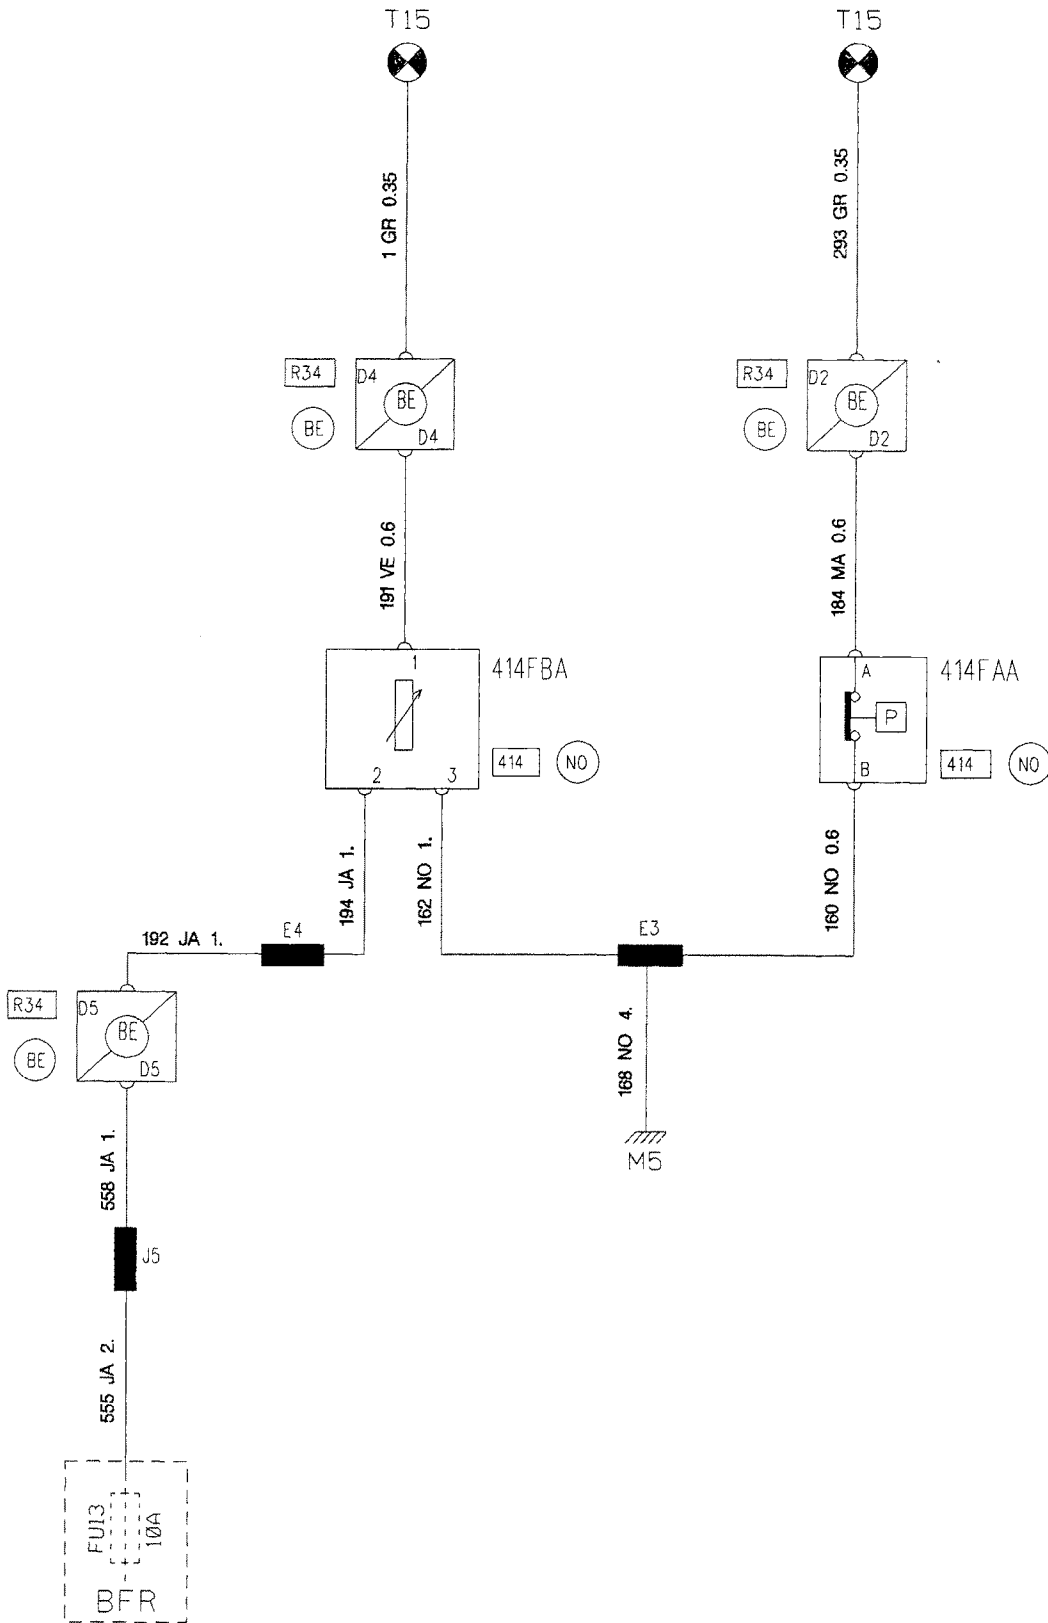 T15
T15
1 GR 0.35
293 GR 0.35
R34
D4
BE
BE
D4
R34
D2
BE
BE
D2
191 VE 0.6
184 MA 0.6
1
414FBA
414
NO
2
3
A
414FAA
P
B
414
NO
194 JA 1.
162 NO 1.
160 NO 0.6
192 JA 1.
E4
E3
R34
D5
BE
BE
D5
168 NO 4.
M5
558 JA 1.
J5
555 JA 2.
FU13
10A
BFR